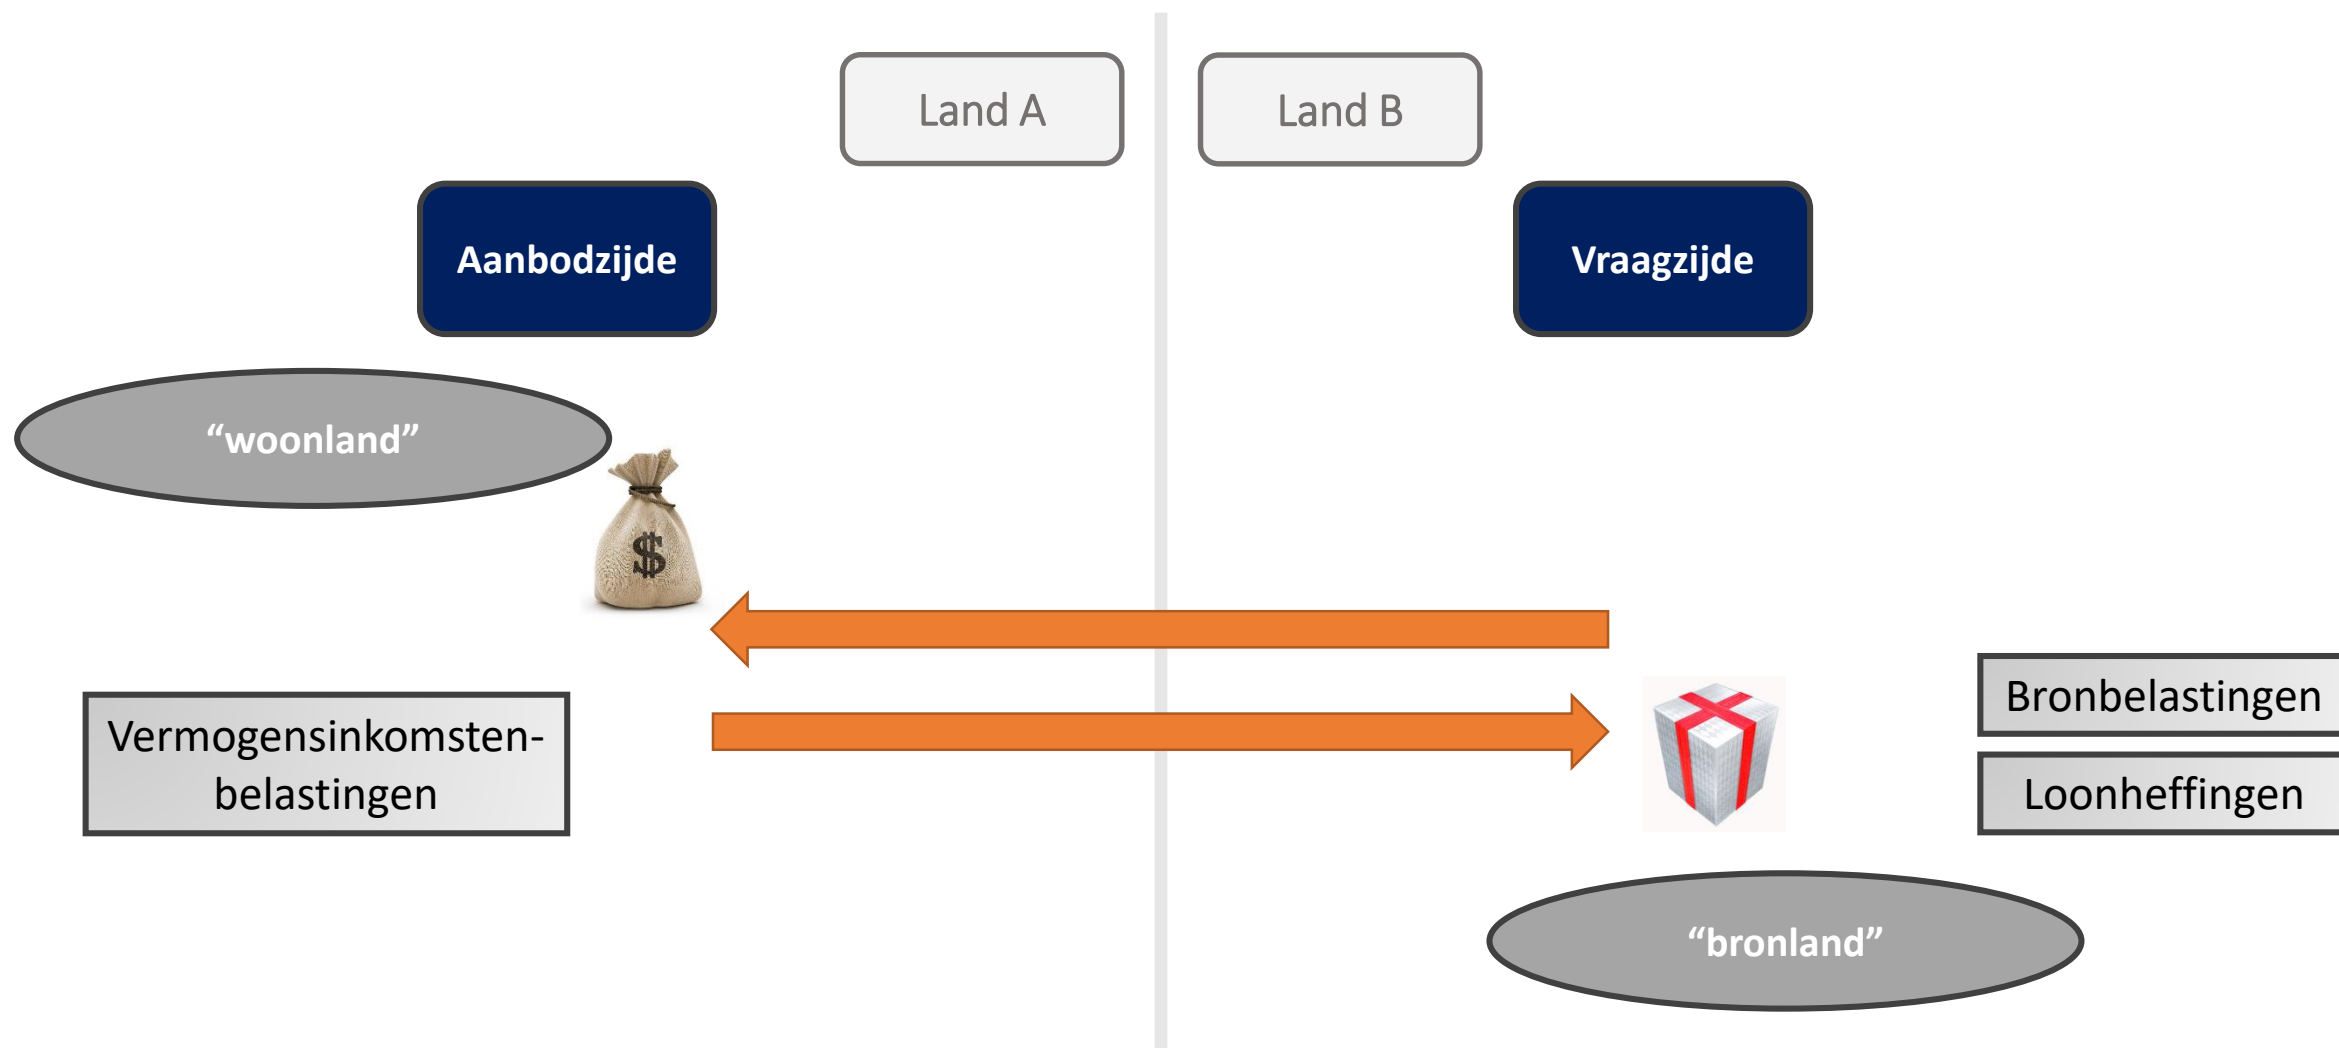 Land A
Land B
Aanbodzijde
Vraagzijde
“woonland”
$
Vermogensinkomsten-
belastingen
Bronbelastingen
Loonheffingen
“bronland”